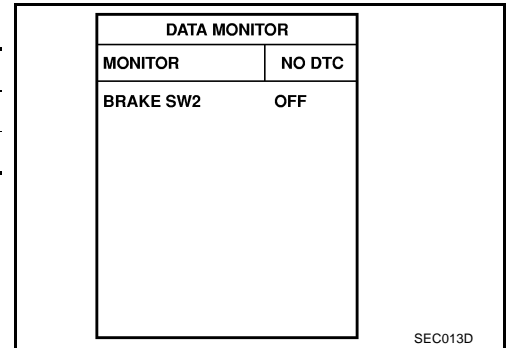 DATA MONITOR
MONITOR NO DTC
BRAKE SW2 OFF
SEC013D